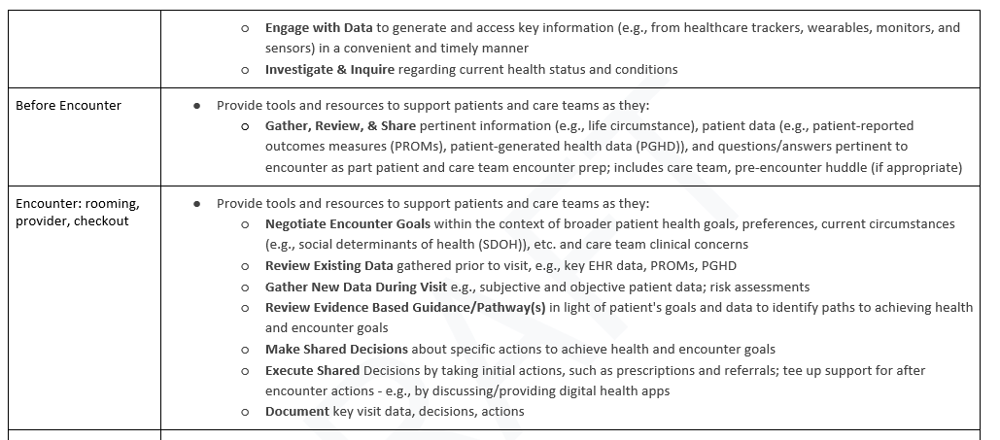 ○ Engage with Data to generate and access key information (e.g., from healthcare trackers, wearables, monitors, and
sensors) in a convenient and timely manner
○ Investigate & Inquire regarding current health status and conditions
Before Encounter
● Provide tools and resources to support patients and care teams as they:
○ Gather, Review, & Share pertinent information (e.g., life circumstance), patient data (e.g., patient-reported
outcomes measures (PROMs), patient-generated health data (PGHD)), and questions/answers pertinent to
encounter as part patient and care team encounter prep; includes care team, pre-encounter huddle (if appropriate)
Encounter: rooming,
provider, checkout
● Provide tools and resources to support patients and care teams as they:
○ Negotiate Encounter Goals within the context of broader patient health goals, preferences, current circumstances
(e.g., social determinants of health (SDOH)), etc. and care team clinical concerns
○ Review Existing Data gathered prior to visit, e.g., key EHR data, PROMs, PGHD
○ Gather New Data During Visit e.g., subjective and objective patient data; risk assessments
○ Review Evidence Based Guidance/Pathway(s) in light of patient's goals and data to identify paths to achieving health
and encounter goals
○ Make Shared Decisions about specific actions to achieve health and encounter goals
○ Execute Shared Decisions by taking initial actions, such as prescriptions and referrals; tee up support for after
encounter actions - e.g., by discussing/providing digital health apps
○ Document key visit data, decisions, actions